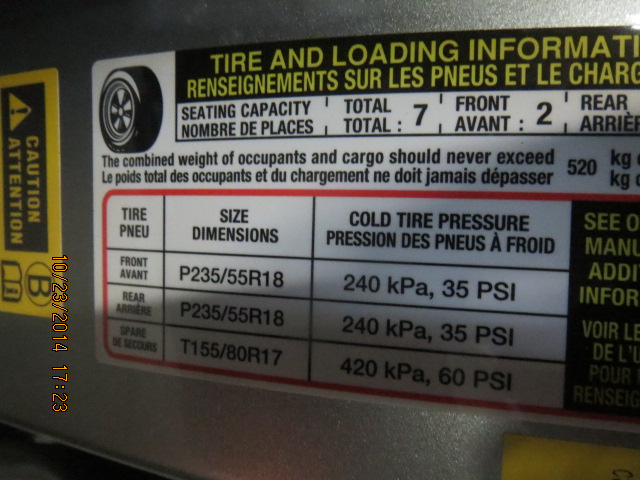 TIRE AND LOADING INFORMATI
RENSEIGNEMENTS SUR LES PNEUS ET LE CHARG
SEATING CAPACITY TOTAL 7 FRONT 2 REAR
NOMBRE DE PLACES TOTAL : AVANT : ARRIÈR
The combined weight of occupants and cargo should never exceed 520 kg
Le poids total des occupants et du chargement ne doit jamais dépasser kg
TIRE SIZE COLD TIRE PRESSURE
PNEU DIMENSIONS PRESSION DES PNEUS À FROID
FRONT
AVANT P235/55R18 240 kPa, 35 PSI
REAR
ARRIÈRE P235/55R18 240 kPa, 35 PSI
SPARE
DE SECOURS T155/80R17 420 kPa, 60 PSI
SEE O
MANU
ADDI
INFOR
VOIR LE
DE L'U
POUR
RENSEIG
CAUTION
ATTENTION
B
10/23/2014 17:23